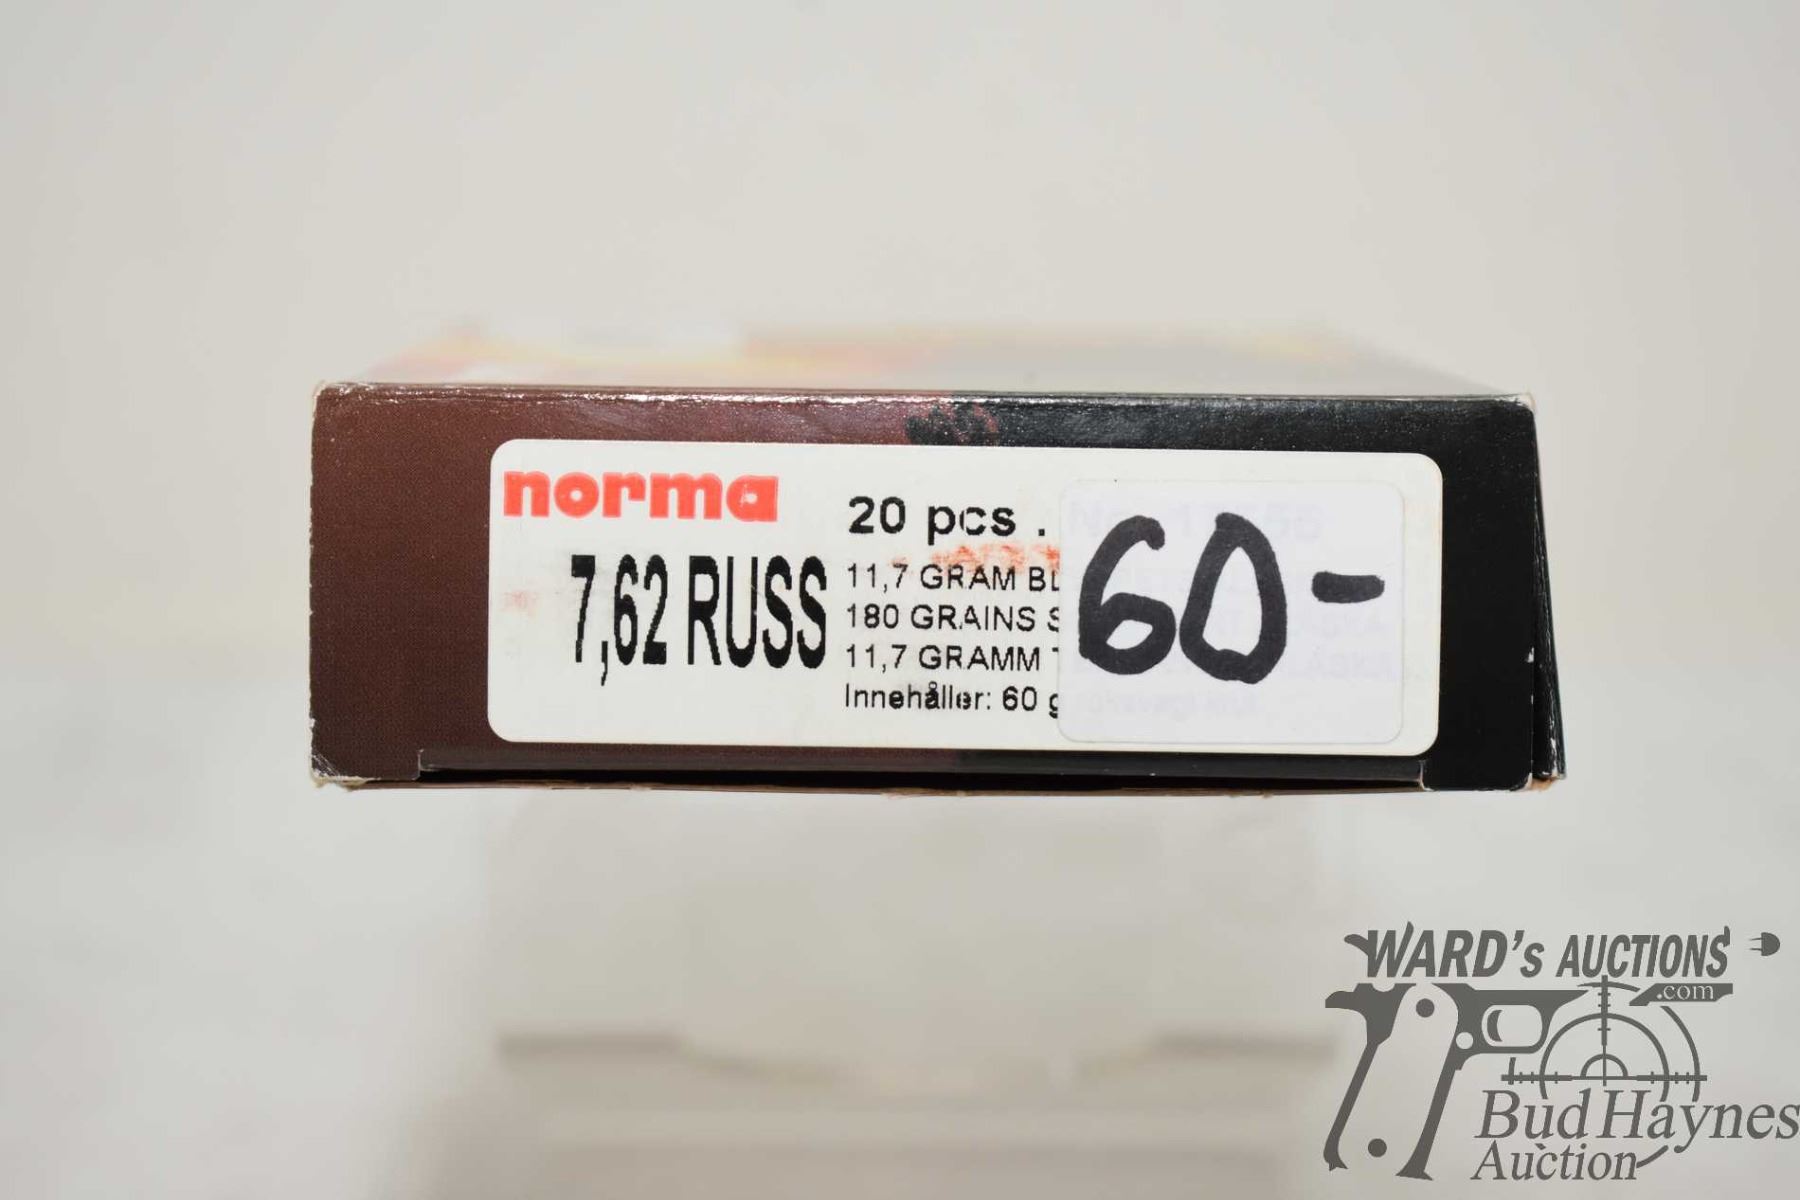 norma
20 pcs .
60-
7,62 RUSS
11,7 GRAM BL
180 GRAINS S
11,7 GRAMM
Innehåller: 60 g
WARD's AUCTIONS
.com
Bud Haynes
Auction